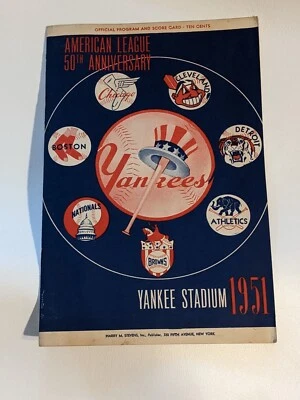 OFFICIAL PROGRAM AND SCORE CARD - TEN CENTS
AMERICAN LEAGUE
50TH ANNIVERSARY
Chicago
CLEVELAND
BOSTON
DETROIT
Yankees
NATIONALS
ATHLETICS
BROWNS
YANKEE STADIUM 1951
HARRY M. STEVENS, Inc., Publisher, 320 FIFTH AVENUE, NEW YORK